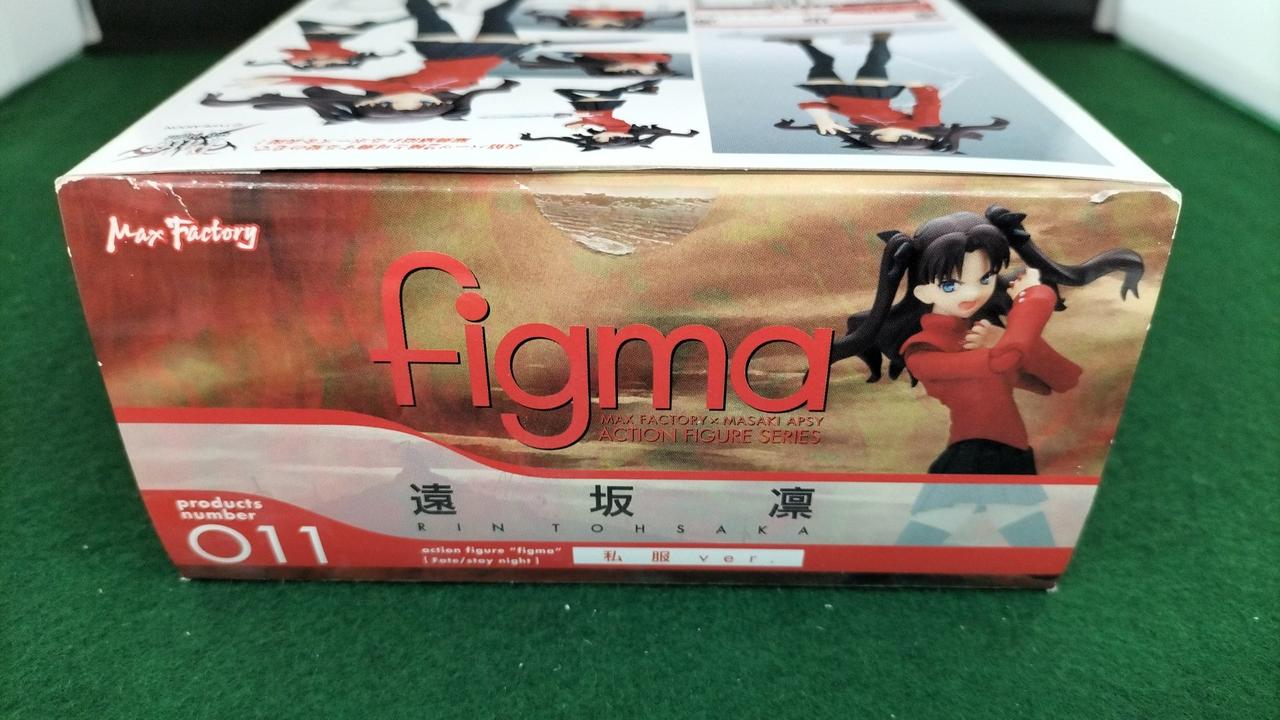 Max Factory
figma
MAX FACTORY × MASAKI APSY
ACTION FIGURE SERIES
遠坂凛
RIN TOHSAKA
products
number
011
action figure "figma"
[ Fate/stay night ]
私服 ver.